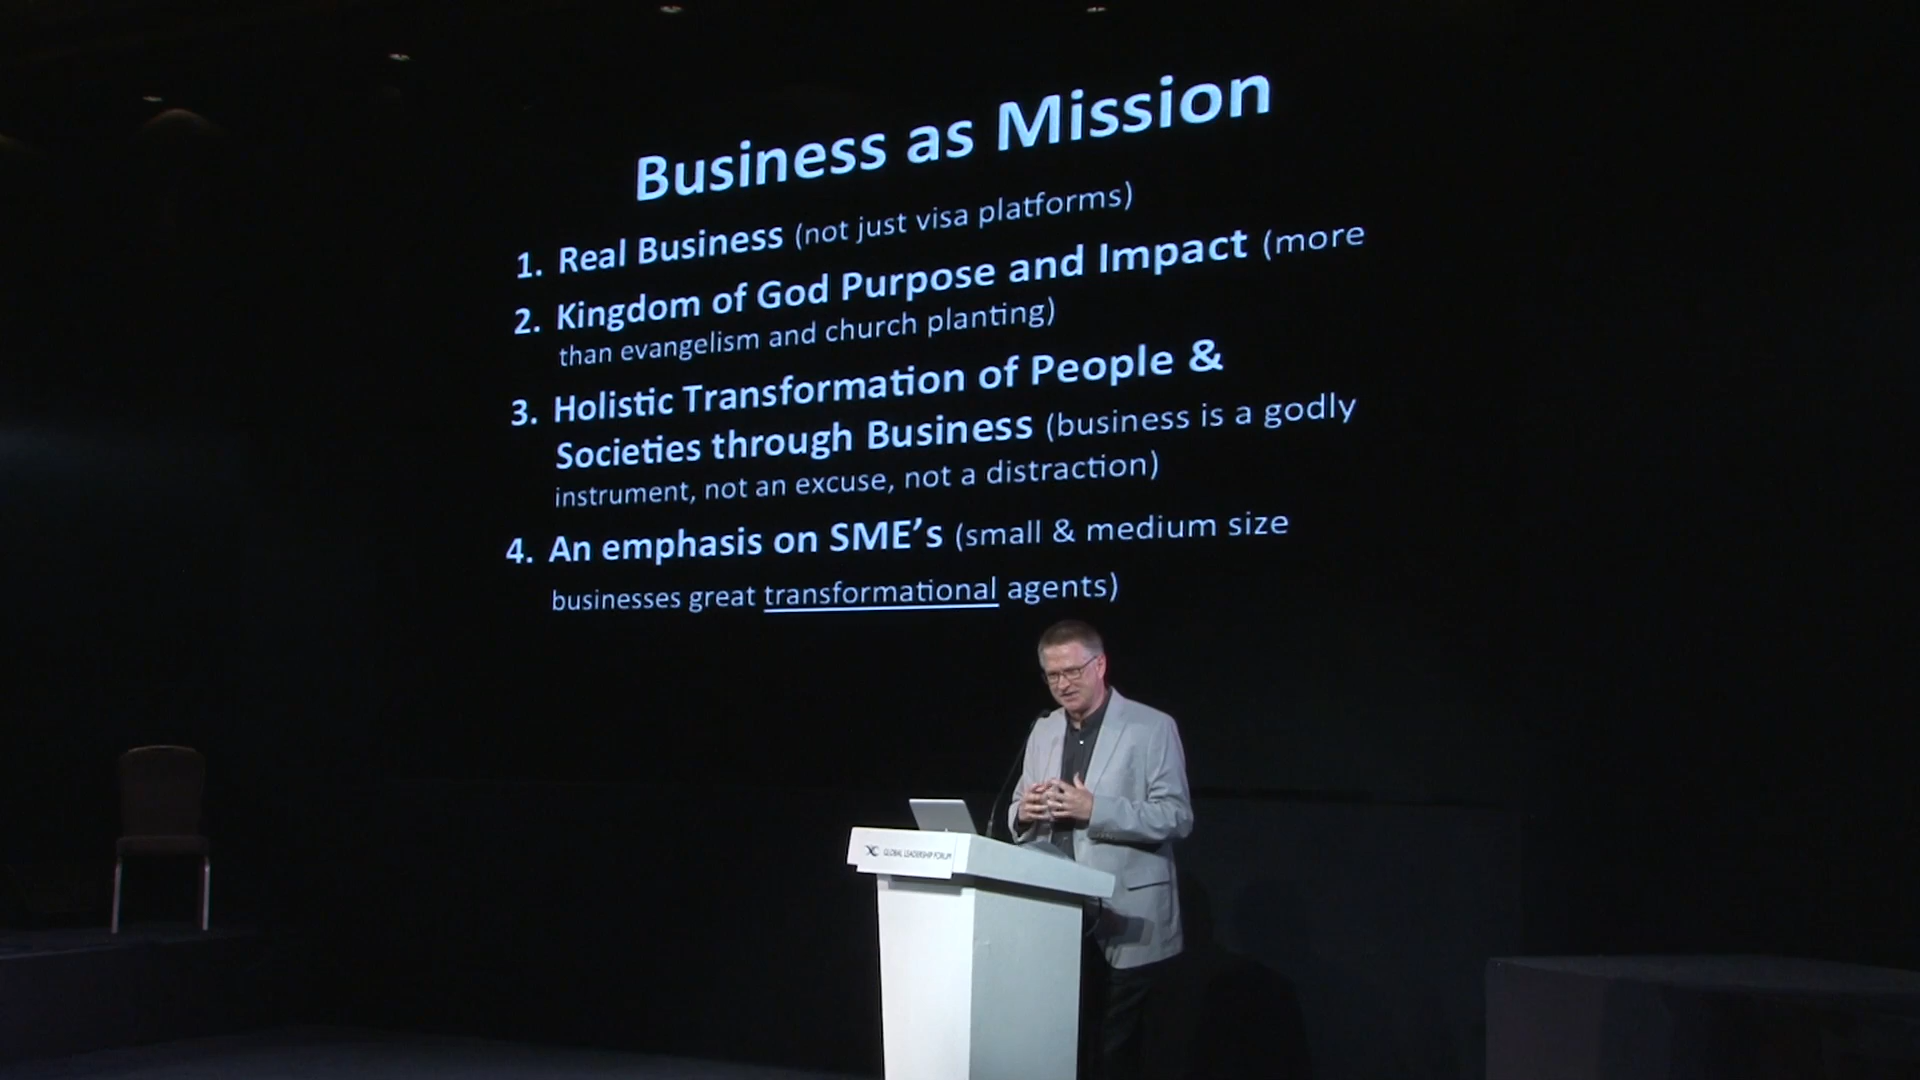 Business as Mission
1. Real Business (not just visa platforms)
2. Kingdom of God Purpose and Impact (more
than evangelism and church planting)
3. Holistic Transformation of People &
Societies through Business (business is a godly
instrument, not an excuse, not a distraction)
4. An emphasis on SME’s (small & medium size
businesses great transformational agents)
GLOBAL LEADERSHIP FORUM